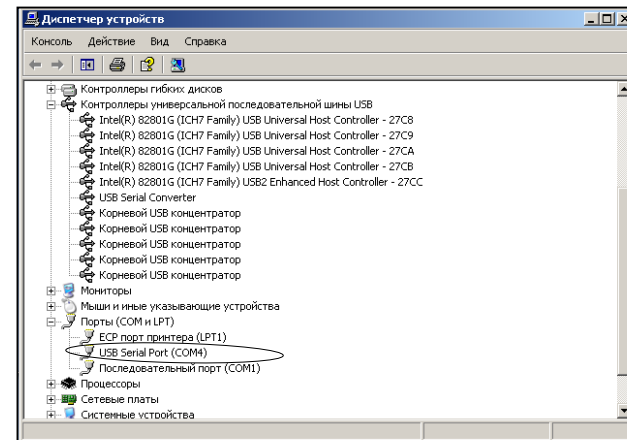 Диспетчер устройств
Консоль Действие Вид Справка
Контроллеры гибких дисков
Контроллеры универсальной последовательной шины USB
Intel(R) 82801G (ICH7 Family) USB Universal Host Controller - 27C8
Intel(R) 82801G (ICH7 Family) USB Universal Host Controller - 27C9
Intel(R) 82801G (ICH7 Family) USB Universal Host Controller - 27CA
Intel(R) 82801G (ICH7 Family) USB Universal Host Controller - 27CB
Intel(R) 82801G (ICH7 Family) USB2 Enhanced Host Controller - 27CC
USB Serial Converter
Корневой USB концентратор
Корневой USB концентратор
Корневой USB концентратор
Корневой USB концентратор
Корневой USB концентратор
Мониторы
Мыши и иные указывающие устройства
Порты (COM и LPT)
ECP порт принтера (LPT1)
USB Serial Port (COM4)
Последовательный порт (COM1)
Процессоры
Сетевые платы
Системные устройства